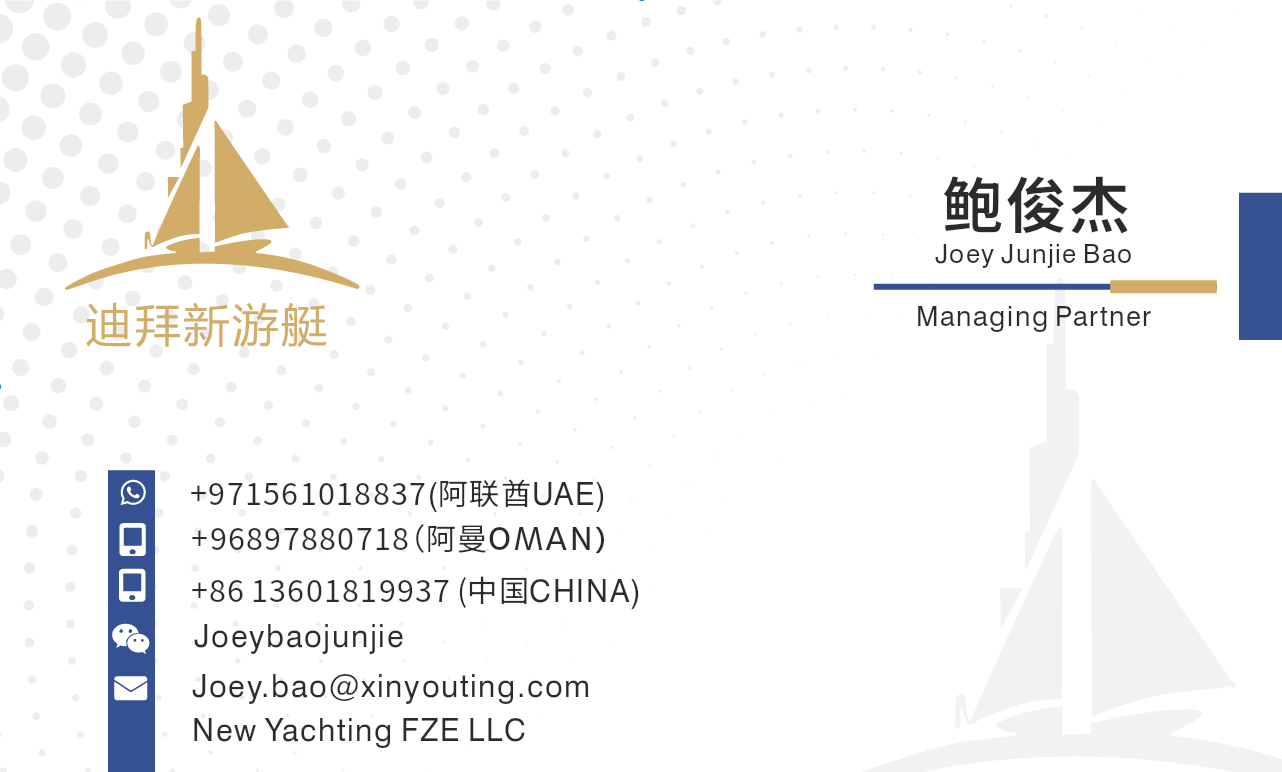 迪拜新游艇
鲍俊杰
Joey Junjie Bao
Managing Partner
+971561018837(阿联酋UAE)
+96897880718(阿曼OMAN)
+86 13601819937 (中国CHINA)
Joeybaojunjie
Joey.bao@xinyouting.com
New Yachting FZE LLC